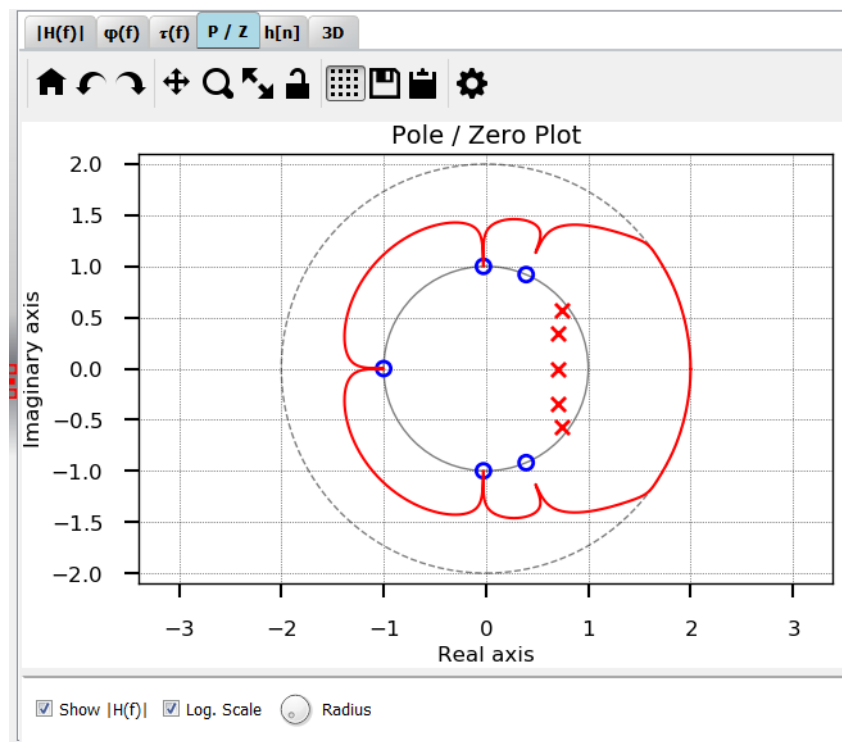 |H(f)| φ(f) τ(f) P / Z h[n] 3D
Pole / Zero Plot
2.0
1.5
1.0
0.5
0.0
−0.5
−1.0
−1.5
−2.0
Imaginary axis
−3 −2 −1 0 1 2 3
Real axis
Show |H(f)| Log. Scale Radius